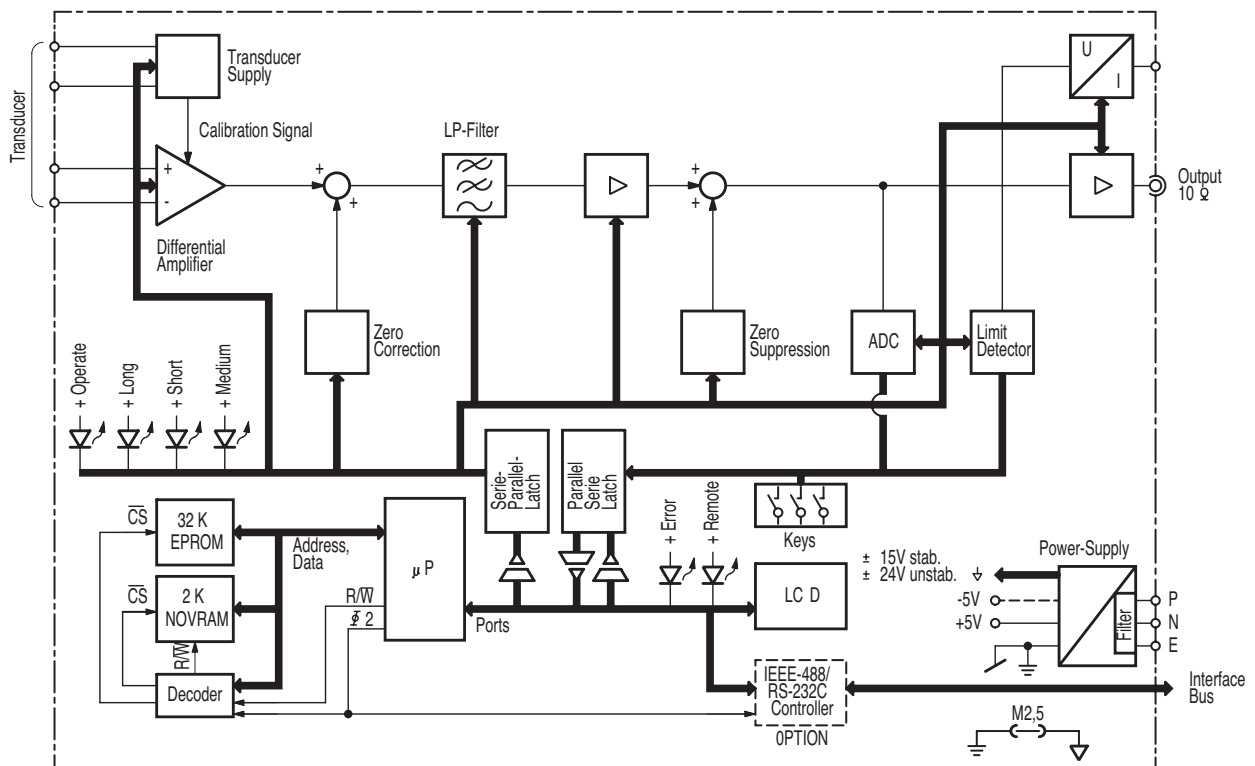 Transducer
Transducer
Supply
Calibration Signal
+
-
Differential
Amplifier
+
+
LP-Filter
+
+
U
I
Output
10 Ω
Zero
Correction
Zero
Suppression
ADC
Limit
Detector
+ Operate
+ Long
+ Short
+ Medium
Serie-
Parallel-
Latch
Parallel
Serie
Latch
Keys
+ Error
+ Remote
CS
32 K
EPROM
Address,
Data
CS
2 K
NOVRAM
R/W
Decoder
μP
R/W
ϕ 2
Ports
LC D
IEEE-488/
RS-232C
Controller
OPTION
Power-Supply
± 15V stab.
± 24V unstab.
-5V
+5V
Filter
P
N
E
Interface
Bus
M2,5